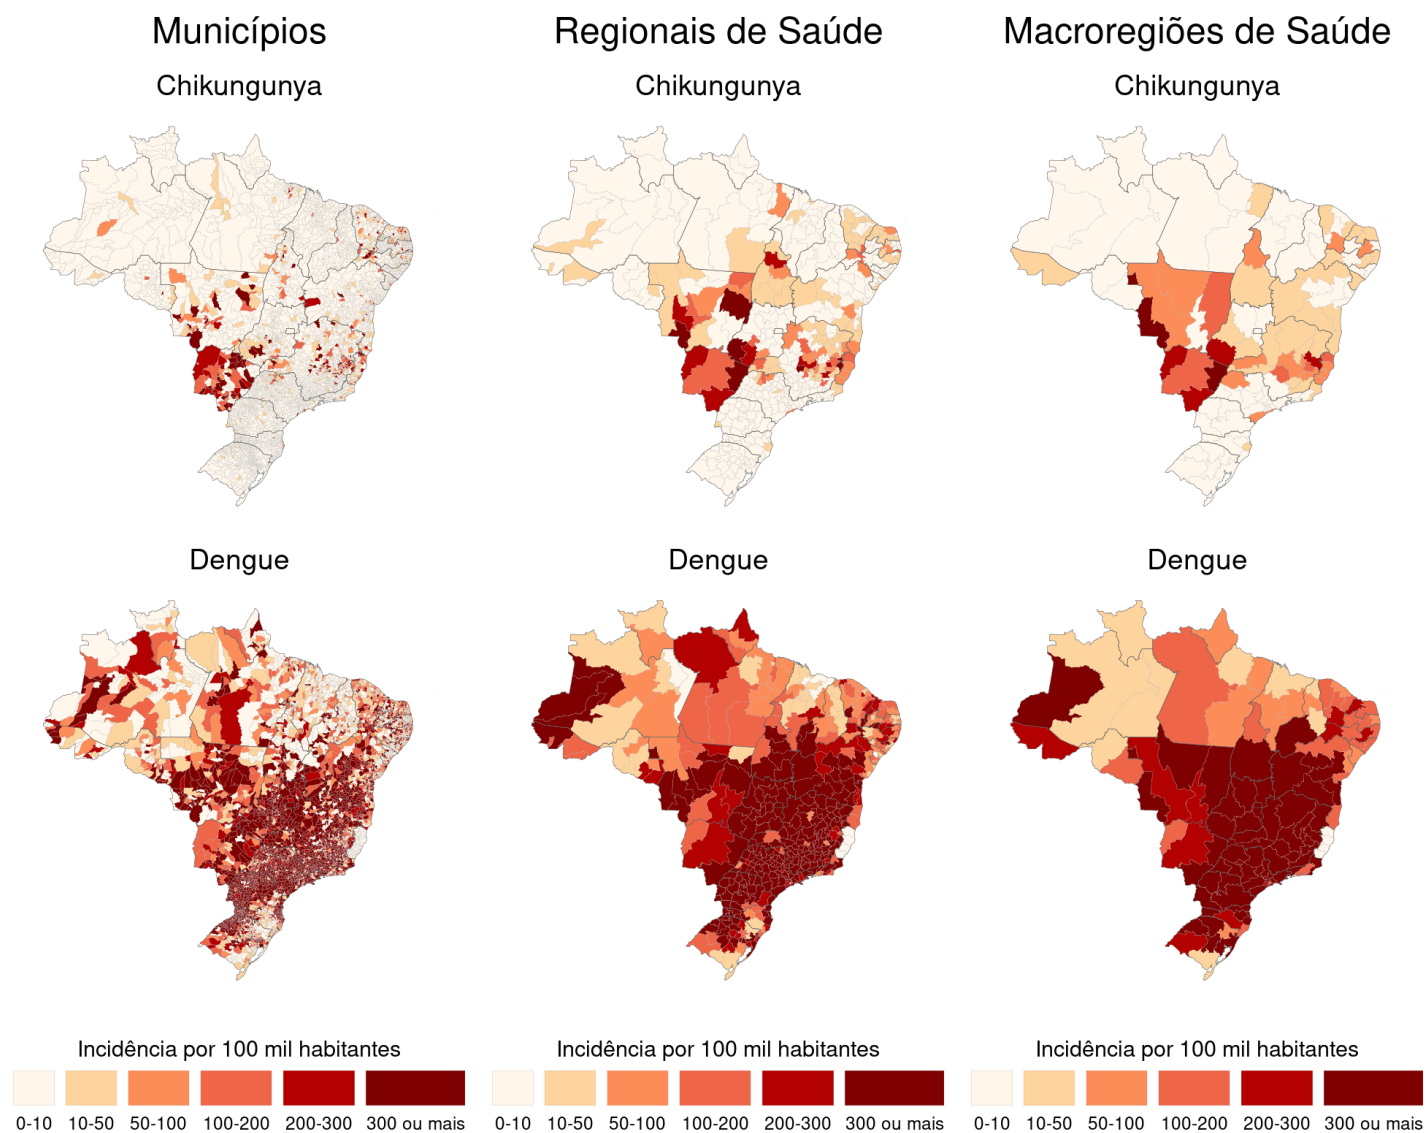 Municípios
Regionais de Saúde
Macroregiões de Saúde
Chikungunya
Chikungunya
Chikungunya
Dengue
Dengue
Dengue
Incidência por 100 mil habitantes
0-10 10-50 50-100 100-200 200-300 300 ou mais
Incidência por 100 mil habitantes
0-10 10-50 50-100 100-200 200-300 300 ou mais
Incidência por 100 mil habitantes
0-10 10-50 50-100 100-200 200-300 300 ou mais